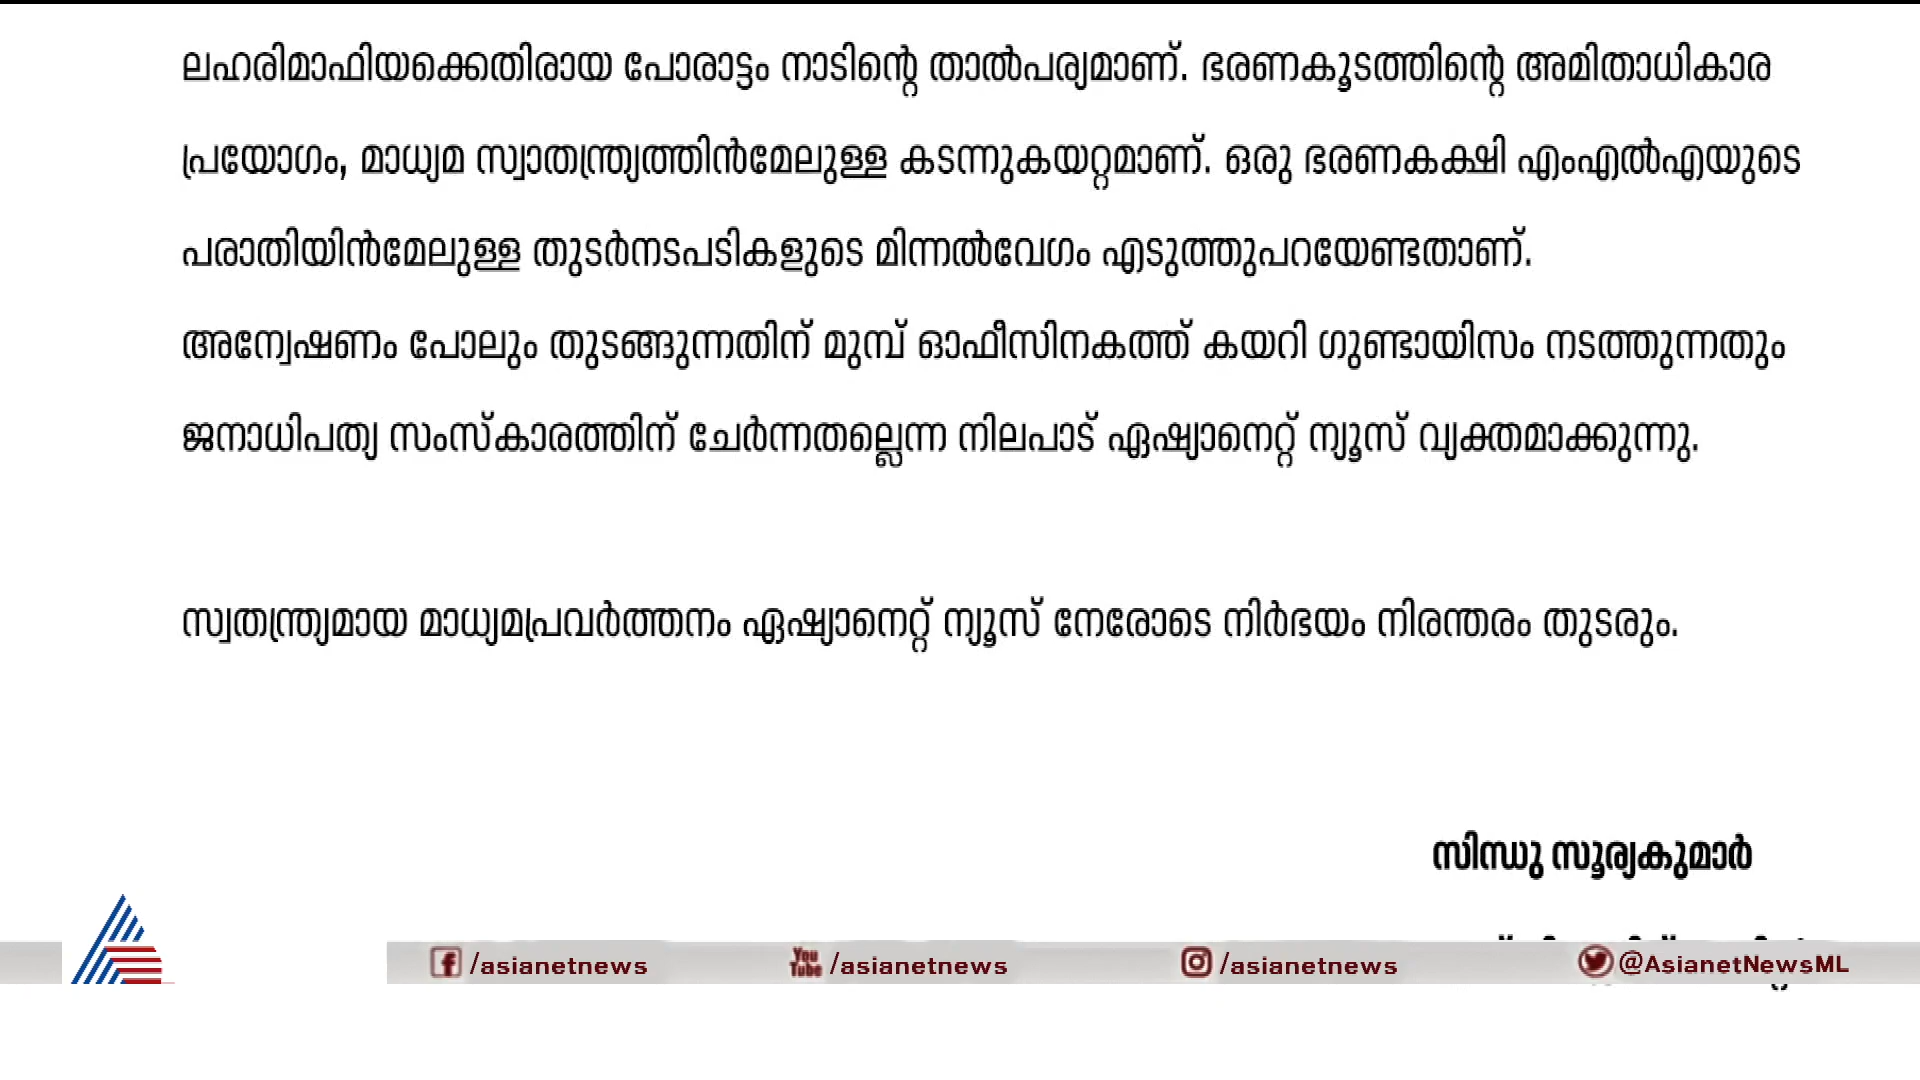 ലഹരിമാഫിയക്കെതിരായ പോരാട്ടം നാടിന്റെ താൽപര്യമാണ്. ഭരണകൂടത്തിന്റെ അമിതാധികാര
പ്രയോഗം, മാധ്യമ സ്വാതന്ത്ര്യത്തിൻമേലുള്ള കടന്നുകയറ്റമാണ്. ഒരു ഭരണകക്ഷി എംഎൽഎയുടെ
പരാതിയിൻമേലുള്ള തുടർനടപടികളുടെ മിന്നൽവേഗം എടുത്തുപറയേണ്ടതാണ്.
അന്വേഷണം പോലും തുടങ്ങുന്നതിന് മുമ്പ് ഓഫീസിനകത്ത് കയറി ഗുണ്ടായിസം നടത്തുന്നതും
ജനാധിപത്യ സംസ്കാരത്തിന് ചേർന്നതല്ലെന്ന നിലപാട് ഏഷ്യാനെറ്റ് ന്യൂസ് വ്യക്തമാക്കുന്നു.
സ്വതന്ത്ര്യമായ മാധ്യമപ്രവർത്തനം ഏഷ്യാനെറ്റ് ന്യൂസ് നേരോടെ നിർഭയം നിരന്തരം തുടരും.
സിന്ധു സൂര്യകുമാർ
/asianetnews You Tube /asianetnews /asianetnews @AsianetNewsML